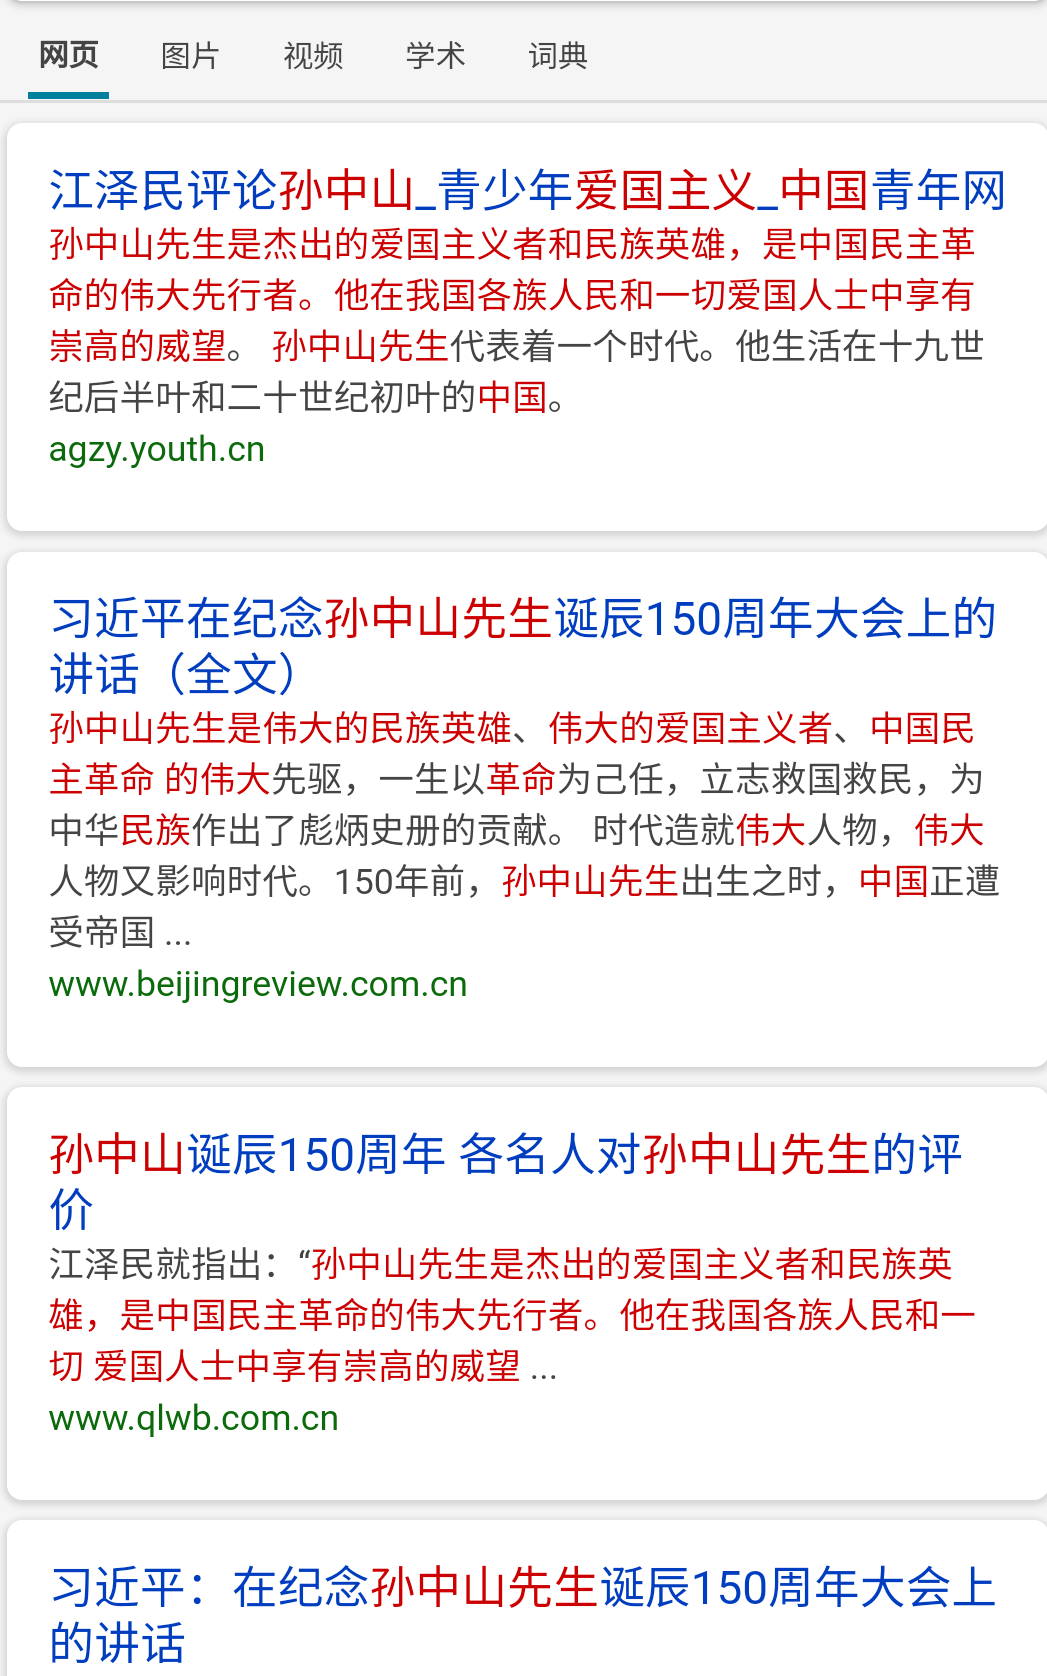 网页 图片 视频 学术 词典
江泽民评论孙中山_青少年爱国主义_中国青年网
孙中山先生是杰出的爱国主义者和民族英雄，是中国民主革
命的伟大先行者。他在我国各族人民和一切爱国人士中享有
崇高的威望。 孙中山先生代表着一个时代。他生活在十九世
纪后半叶和二十世纪初叶的中国。
agzy.youth.cn
习近平在纪念孙中山先生诞辰150周年大会上的
讲话（全文）
孙中山先生是伟大的民族英雄、伟大的爱国主义者、中国民
主革命 的伟大先驱，一生以革命为己任，立志救国救民，为
中华民族作出了彪炳史册的贡献。 时代造就伟大人物，伟大
人物又影响时代。150年前，孙中山先生出生之时，中国正遭
受帝国 ...
www.beijingreview.com.cn
孙中山诞辰150周年 各名人对孙中山先生的评
价
江泽民就指出：“孙中山先生是杰出的爱国主义者和民族英
雄，是中国民主革命的伟大先行者。他在我国各族人民和一
切 爱国人士中享有崇高的威望 ...
www.qlwb.com.cn
习近平：在纪念孙中山先生诞辰150周年大会上
的讲话